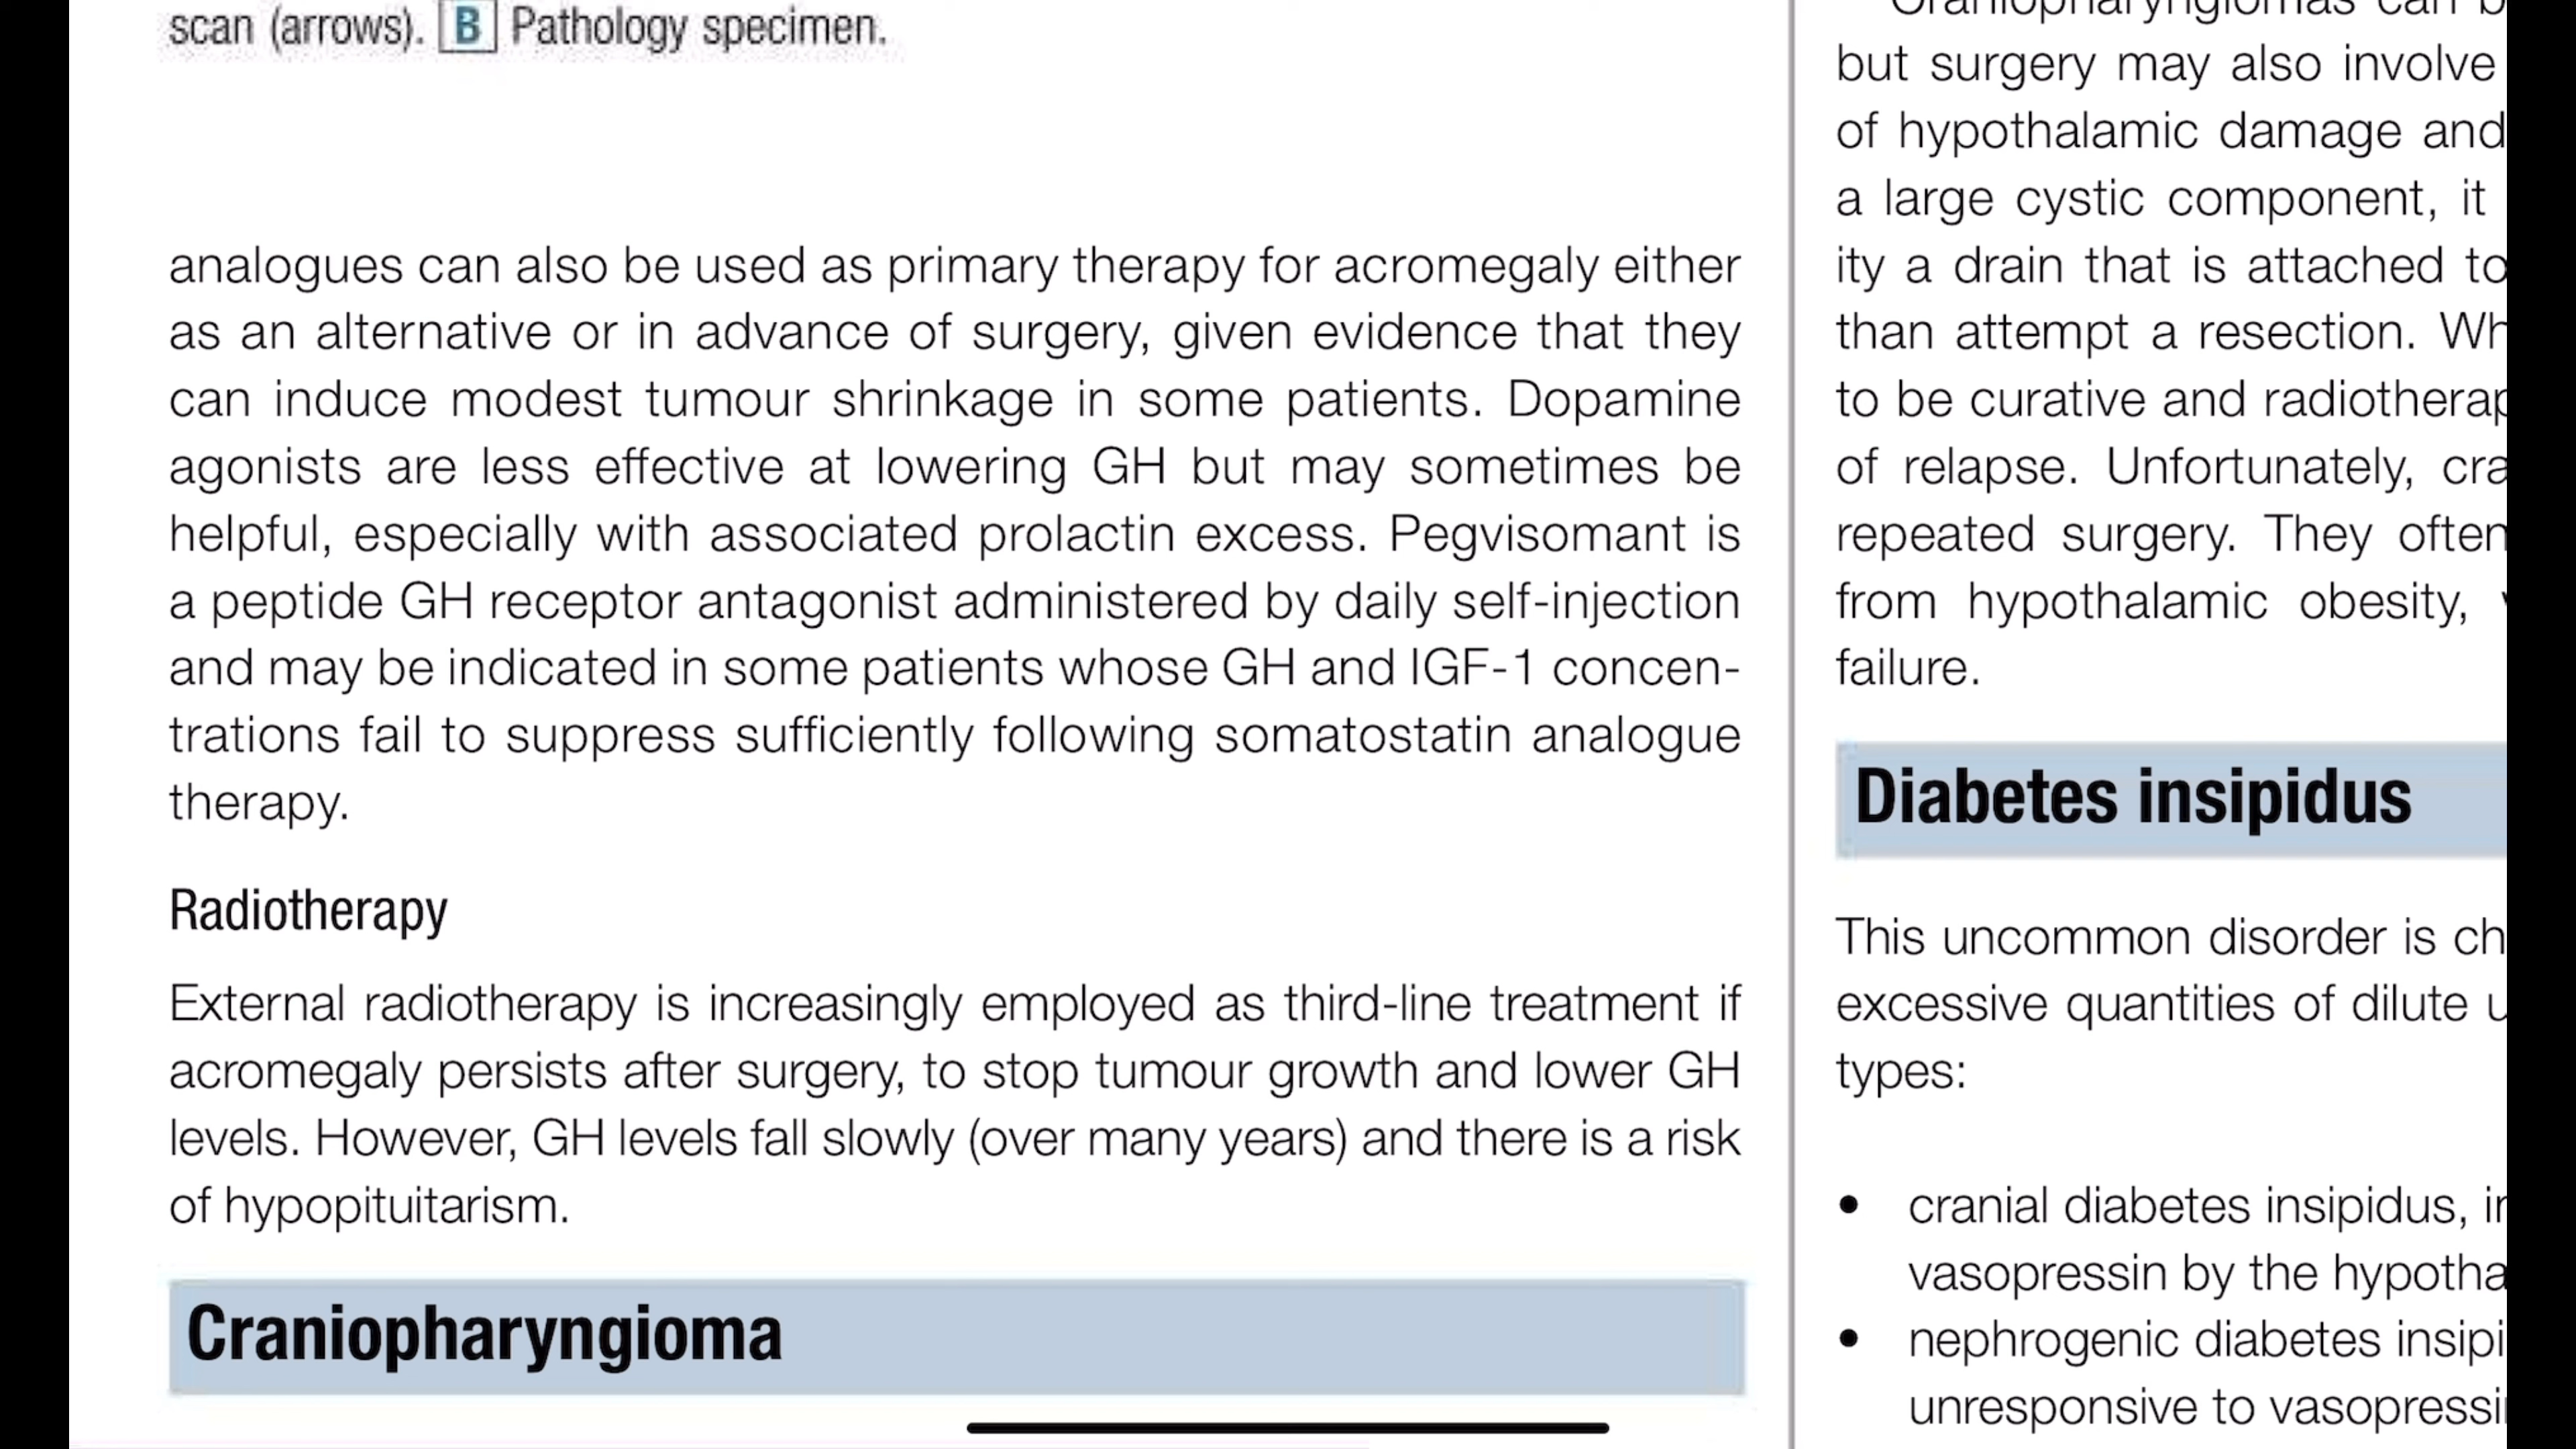 scan (arrows). B Pathology specimen.
analogues can also be used as primary therapy for acromegaly either
as an alternative or in advance of surgery, given evidence that they
can induce modest tumour shrinkage in some patients. Dopamine
agonists are less effective at lowering GH but may sometimes be
helpful, especially with associated prolactin excess. Pegvisomant is
a peptide GH receptor antagonist administered by daily self-injection
and may be indicated in some patients whose GH and IGF-1 concen-
trations fail to suppress sufficiently following somatostatin analogue
therapy.
Radiotherapy
External radiotherapy is increasingly employed as third-line treatment if
acromegaly persists after surgery, to stop tumour growth and lower GH
levels. However, GH levels fall slowly (over many years) and there is a risk
of hypopituitarism.
Craniopharyngioma
Craniopharyngiomas can
but surgery may also involve
of hypothalamic damage and
a large cystic component, it
ity a drain that is attached to
than attempt a resection.
to be curative and
of relapse. Unfortunately,
repeated surgery. They often
from hypothalamic obesity,
failure.
Diabetes insipidus
This uncommon disorder is
excessive quantities of dilute
types:
• cranial diabetes insipidus,
vasopressin by the
• nephrogenic diabetes
unresponsive to